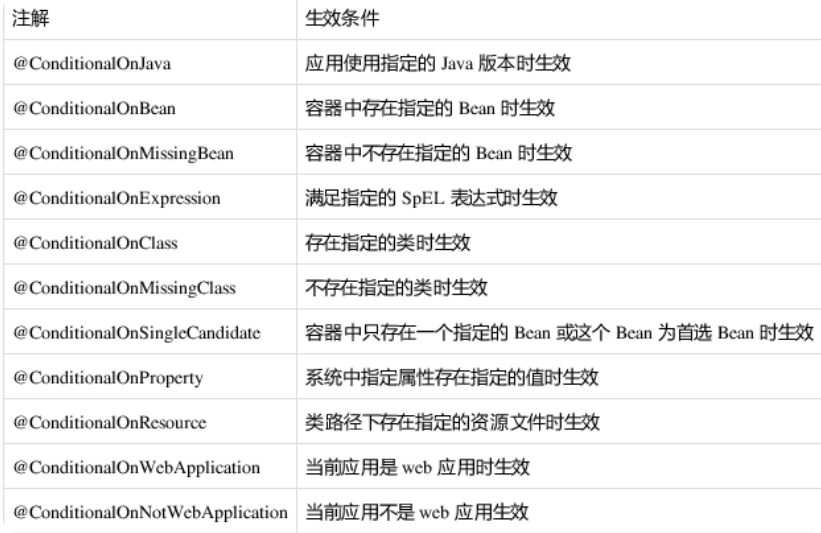 注解 生效条件
@ConditionalOnJava 应用使用指定的 Java 版本时生效
@ConditionalOnBean 容器中存在指定的 Bean 时生效
@ConditionalOnMissingBean 容器中不存在指定的 Bean 时生效
@ConditionalOnExpression 满足指定的 SpEL 表达式时生效
@ConditionalOnClass 存在指定的类时生效
@ConditionalOnMissingClass 不存在指定的类时生效
@ConditionalOnSingleCandidate 容器中只存在一个指定的 Bean 或这个 Bean 为首选 Bean 时生效
@ConditionalOnProperty 系统中指定属性存在指定的值时生效
@ConditionalOnResource 类路径下存在指定的资源文件时生效
@ConditionalOnWebApplication 当前应用是 web 应用时生效
@ConditionalOnNotWebApplication 当前应用不是 web 应用生效